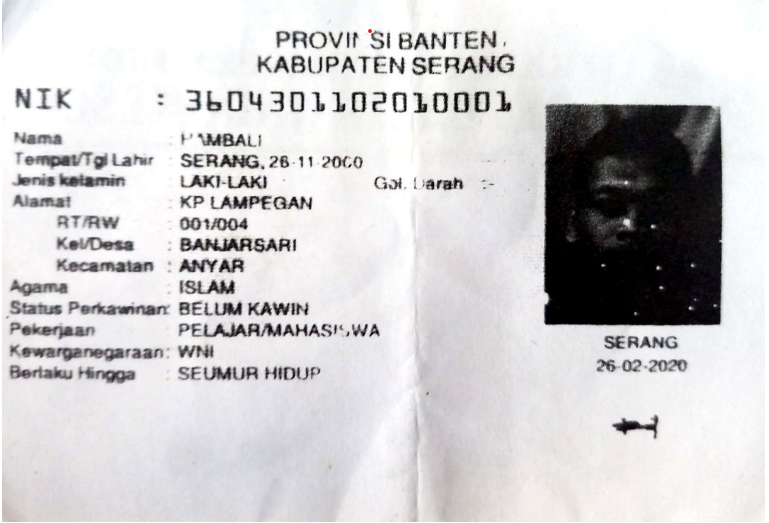 PROVINSI BANTEN
KABUPATEN SERANG
NIK : 3604301102010001
Nama : HAMBALI
Tempat/Tgl Lahir : SERANG, 26-11-2000
Jenis kelamin : LAKI-LAKI Gol. Darah :-
Alamat : KP LAMPEGAN
RT/RW : 001/004
Kel/Desa : BANJARSARI
Kecamatan : ANYAR
Agama : ISLAM
Status Perkawinan: BELUM KAWIN
Pekerjaan : PELAJAR/MAHASISWA
Kewarganegaraan: WNI
Berlaku Hingga : SEUMUR HIDUP
SERANG
26-02-2020